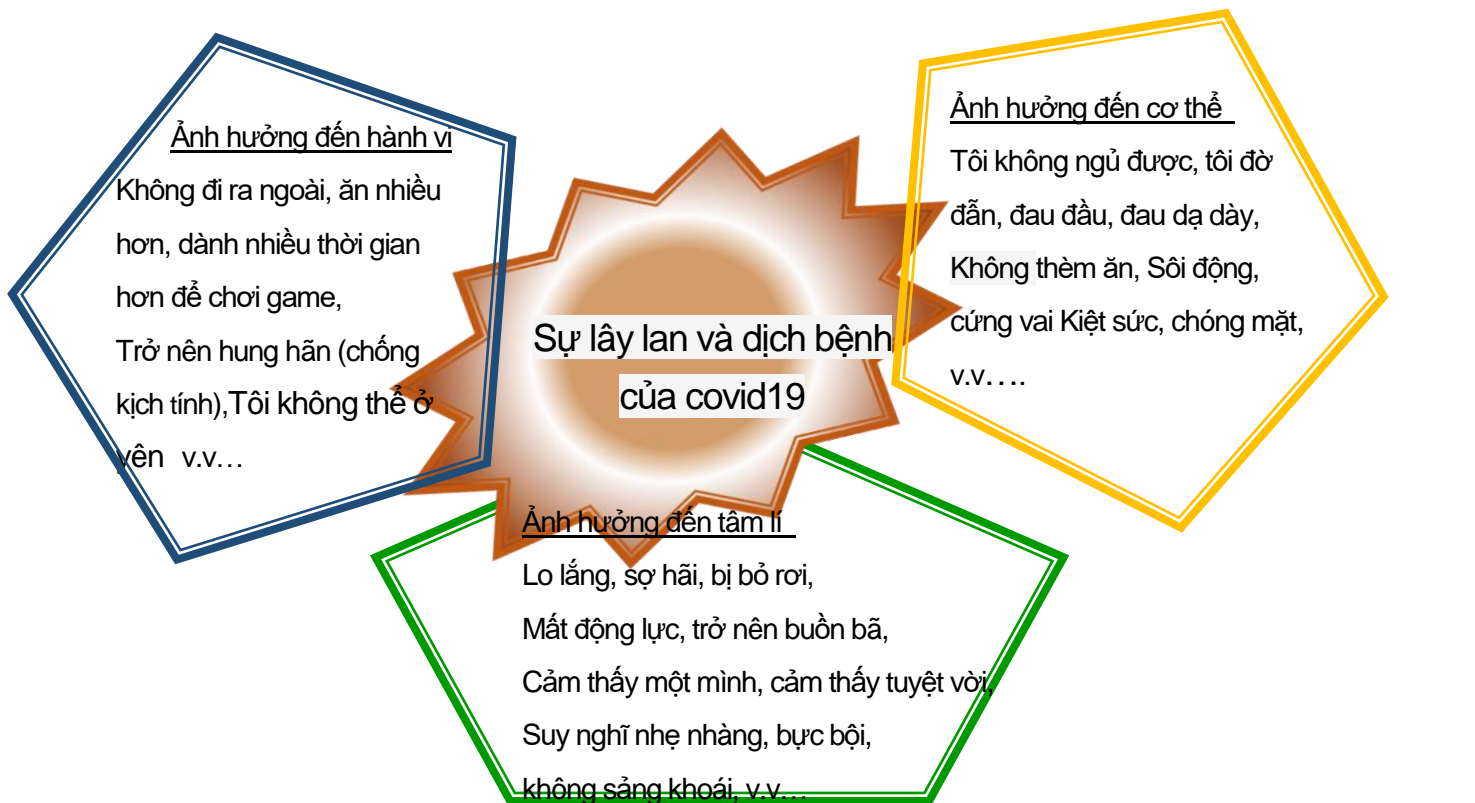 Ảnh hưởng đến hành vi
Không đi ra ngoài, ăn nhiều
hơn, dành nhiều thời gian
hơn để chơi game,
Trở nên hung hãn (chống
kịch tính),Tôi không thể ở
yên v.v…
Sự lây lan và dịch bệnh
của covid19
Ảnh hưởng đến cơ thể
Tôi không ngủ được, tôi đờ
đẫn, đau đầu, đau dạ dày,
Không thèm ăn, Sôi động,
cứng vai Kiệt sức, chóng mặt,
v.v….
Ảnh hưởng đến tâm lí
Lo lắng, sợ hãi, bị bỏ rơi,
Mất động lực, trở nên buồn bã,
Cảm thấy một mình, cảm thấy tuyệt vời,
Suy nghĩ nhẹ nhàng, bực bội,
không sảng khoái, v.v…